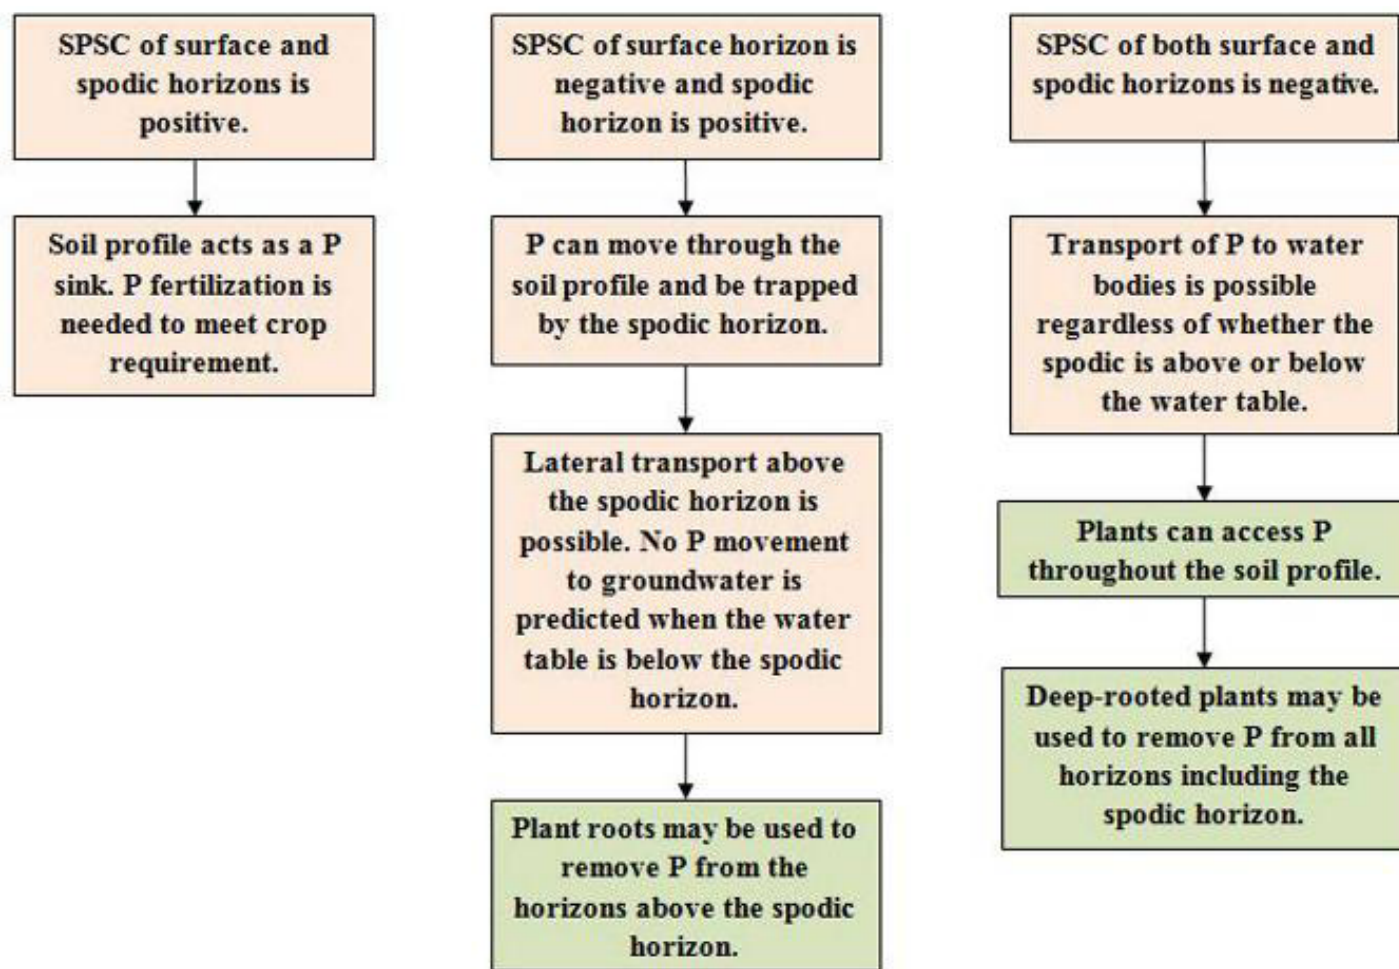 SPSC of surface and
spodic horizons is
positive.
Soil profile acts as a P
sink. P fertilization is
needed to meet crop
requirement.
SPSC of surface horizon is
negative and spodic
horizon is positive.
P can move through the
soil profile and be trapped
by the spodic horizon.
Lateral transport above
the spodic horizon is
possible. No P movement
to groundwater is
predicted when the water
table is below the spodic
horizon.
Plant roots may be used to
remove P from the
horizons above the spodic
horizon.
SPSC of both surface and
spodic horizons is negative.
Transport of P to water
bodies is possible
regardless of whether the
spodic is above or below
the water table.
Plants can access P
throughout the soil profile.
Deep-rooted plants may be
used to remove P from all
horizons including the
spodic horizon.